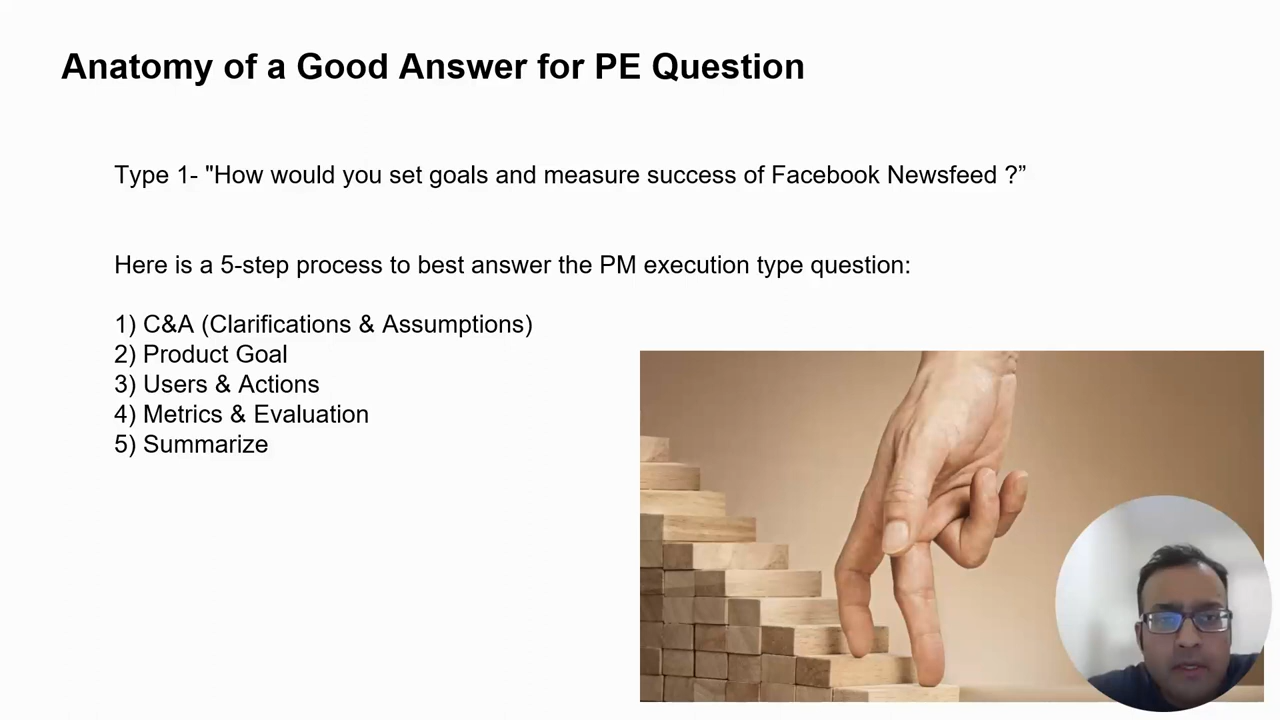 Anatomy of a Good Answer for PE Question
Type 1- "How would you set goals and measure success of Facebook Newsfeed ?”
Here is a 5-step process to best answer the PM execution type question:
1) C&A (Clarifications & Assumptions)
2) Product Goal
3) Users & Actions
4) Metrics & Evaluation
5) Summarize